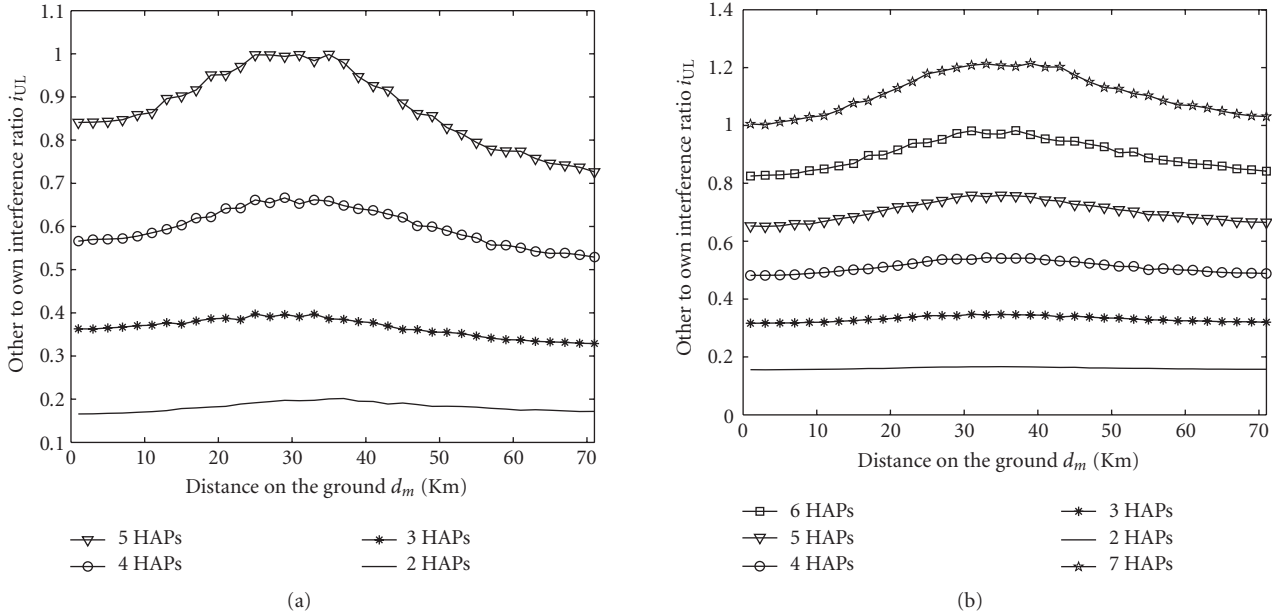 1.1
1
0.9
0.8
0.7
0.6
0.5
0.4
0.3
0.2
0.1
Other to own interference ratio i_UL
0 10 20 30 40 50 60 70
Distance on the ground d_m (Km)
5 HAPs
4 HAPs
3 HAPs
2 HAPs
(a)
1.4
1.2
1
0.8
0.6
0.4
0.2
0
Other to own interference ratio i_UL
0 10 20 30 40 50 60 70
Distance on the ground d_m (Km)
6 HAPs
5 HAPs
4 HAPs
3 HAPs
2 HAPs
7 HAPs
(b)